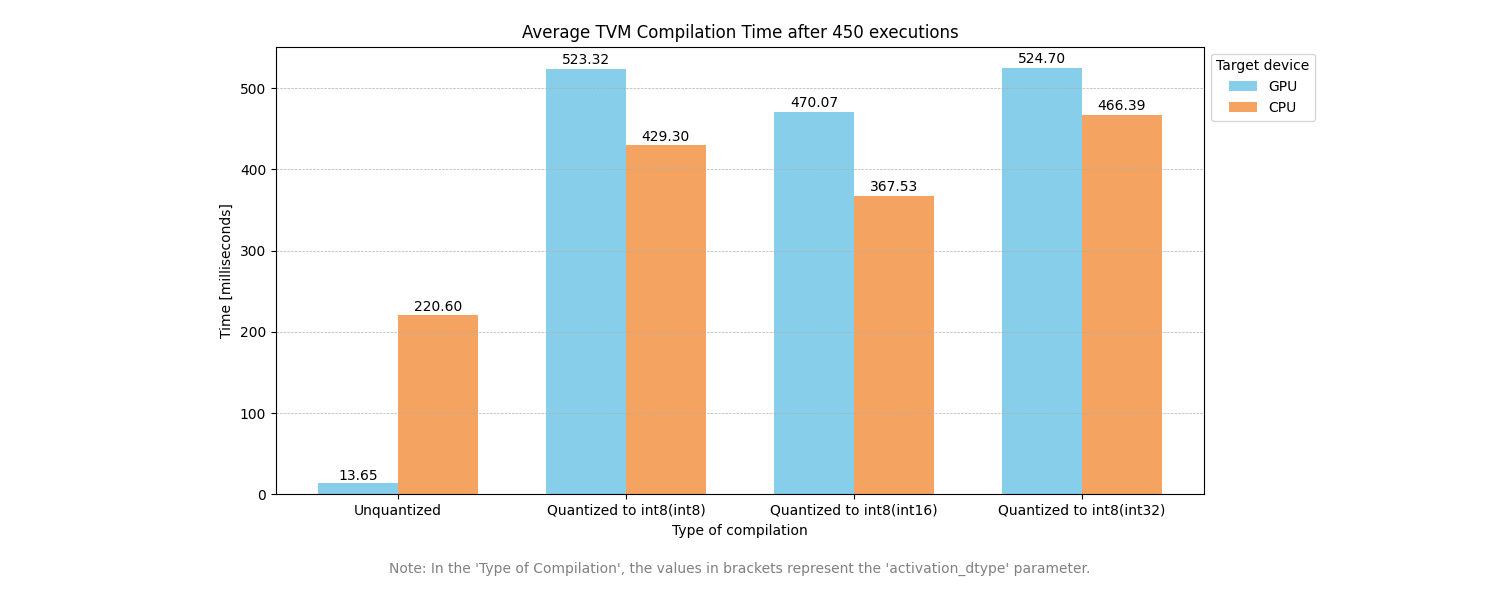 Average TVM Compilation Time after 450 executions
Target device
GPU
CPU
Time [milliseconds]
500
400
300
200
100
0
13.65
220.60
523.32
429.30
470.07
367.53
524.70
466.39
Unquantized
Quantized to int8(int8)
Quantized to int8(int16)
Quantized to int8(int32)
Type of compilation
Note: In the 'Type of Compilation', the values in brackets represent the 'activation_dtype' parameter.